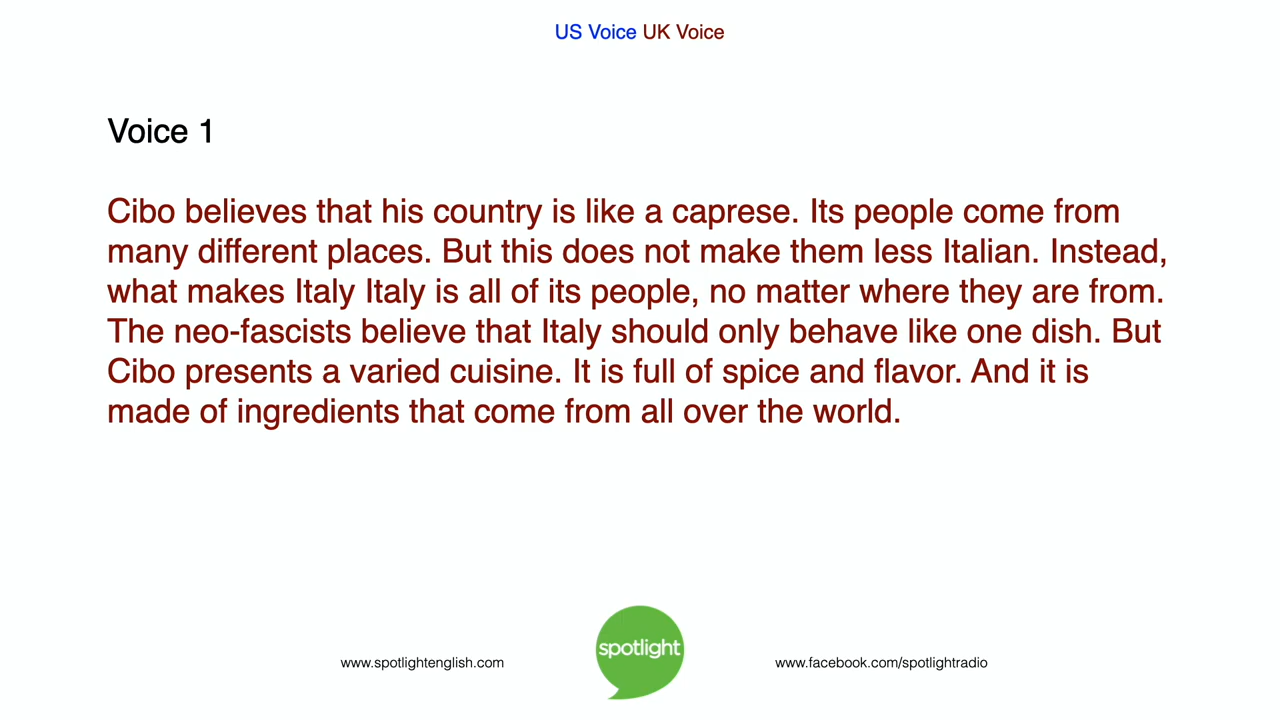 US Voice UK Voice
Voice 1
Cibo believes that his country is like a caprese. Its people come from
many different places. But this does not make them less Italian. Instead,
what makes Italy Italy is all of its people, no matter where they are from.
The neo-fascists believe that Italy should only behave like one dish. But
Cibo presents a varied cuisine. It is full of spice and flavor. And it is
made of ingredients that come from all over the world.
spotlight
www.spotlightenglish.com
www.facebook.com/spotlightradio